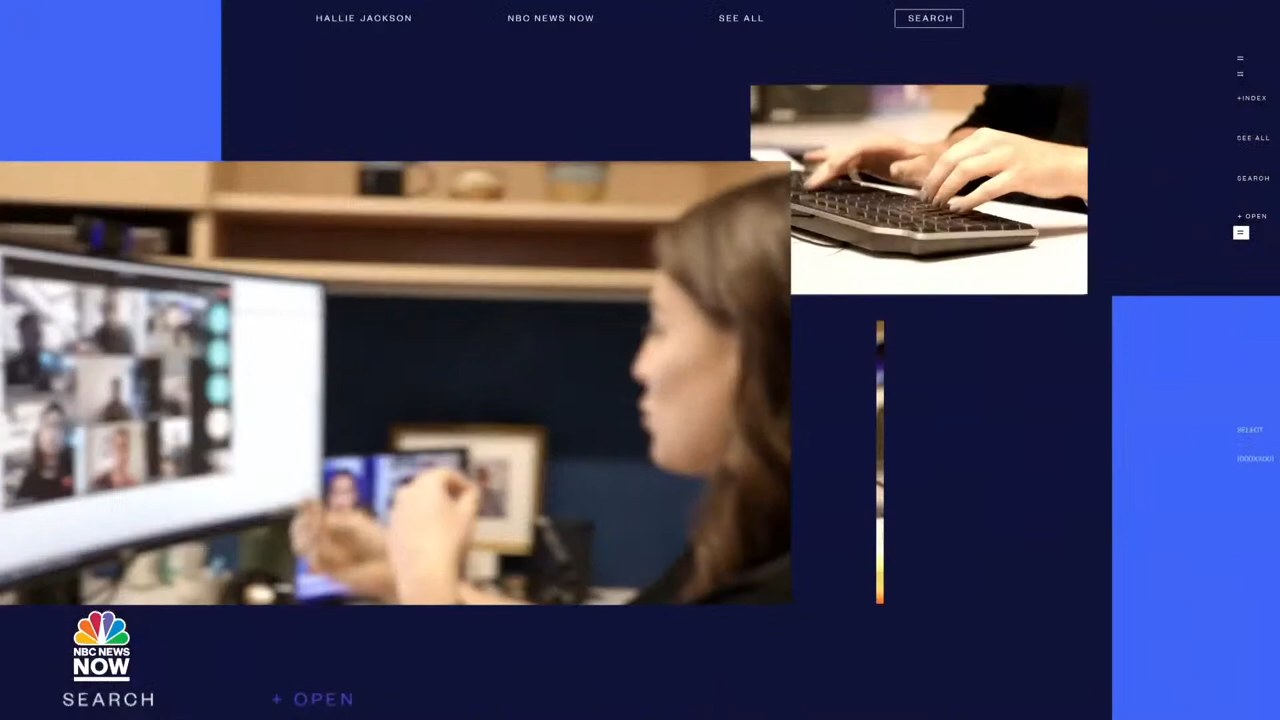 HALLIE JACKSON
NBC NEWS NOW
SEE ALL
SEARCH
=
+INDEX
SEE ALL
SEARCH
+ OPEN
=
NBC NEWS
NOW
SEARCH
+ OPEN